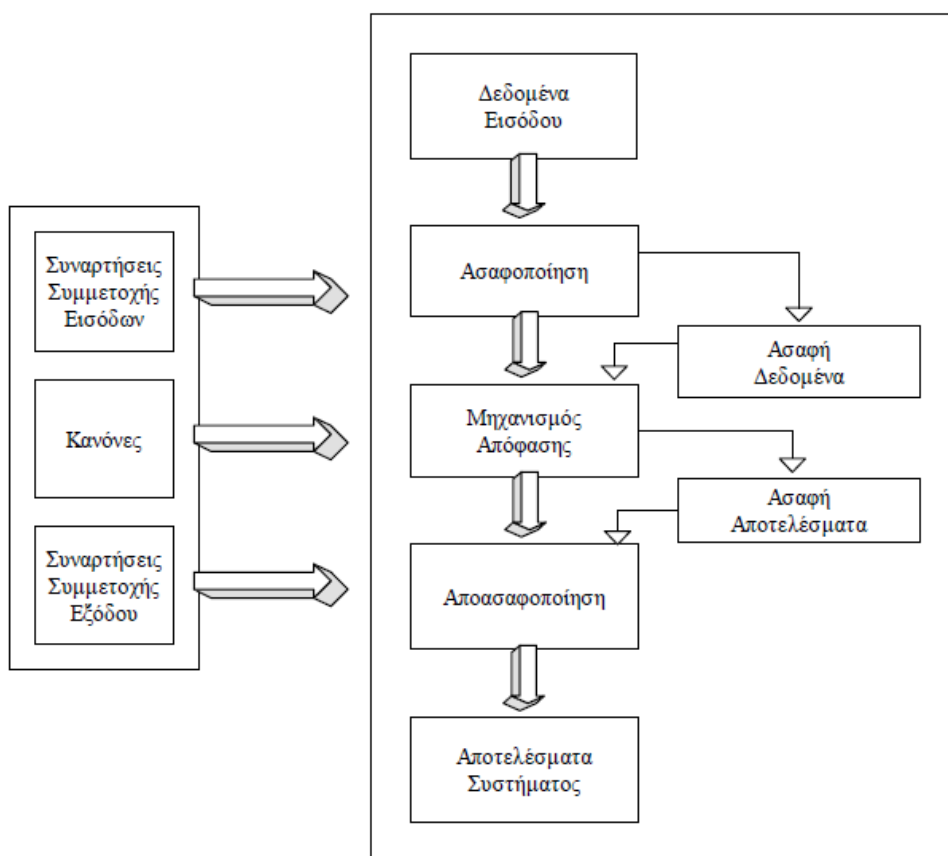 Δεδομένα
Εισόδου
Συναρτήσεις
Συμμετοχής
Εισόδων
Ασαφοποίηση
Ασαφή
Δεδομένα
Κανόνες
Μηχανισμός
Απόφασης
Ασαφή
Αποτελέσματα
Συναρτήσεις
Συμμετοχής
Εξόδου
Αποασαφοποίηση
Αποτελέσματα
Συστήματος